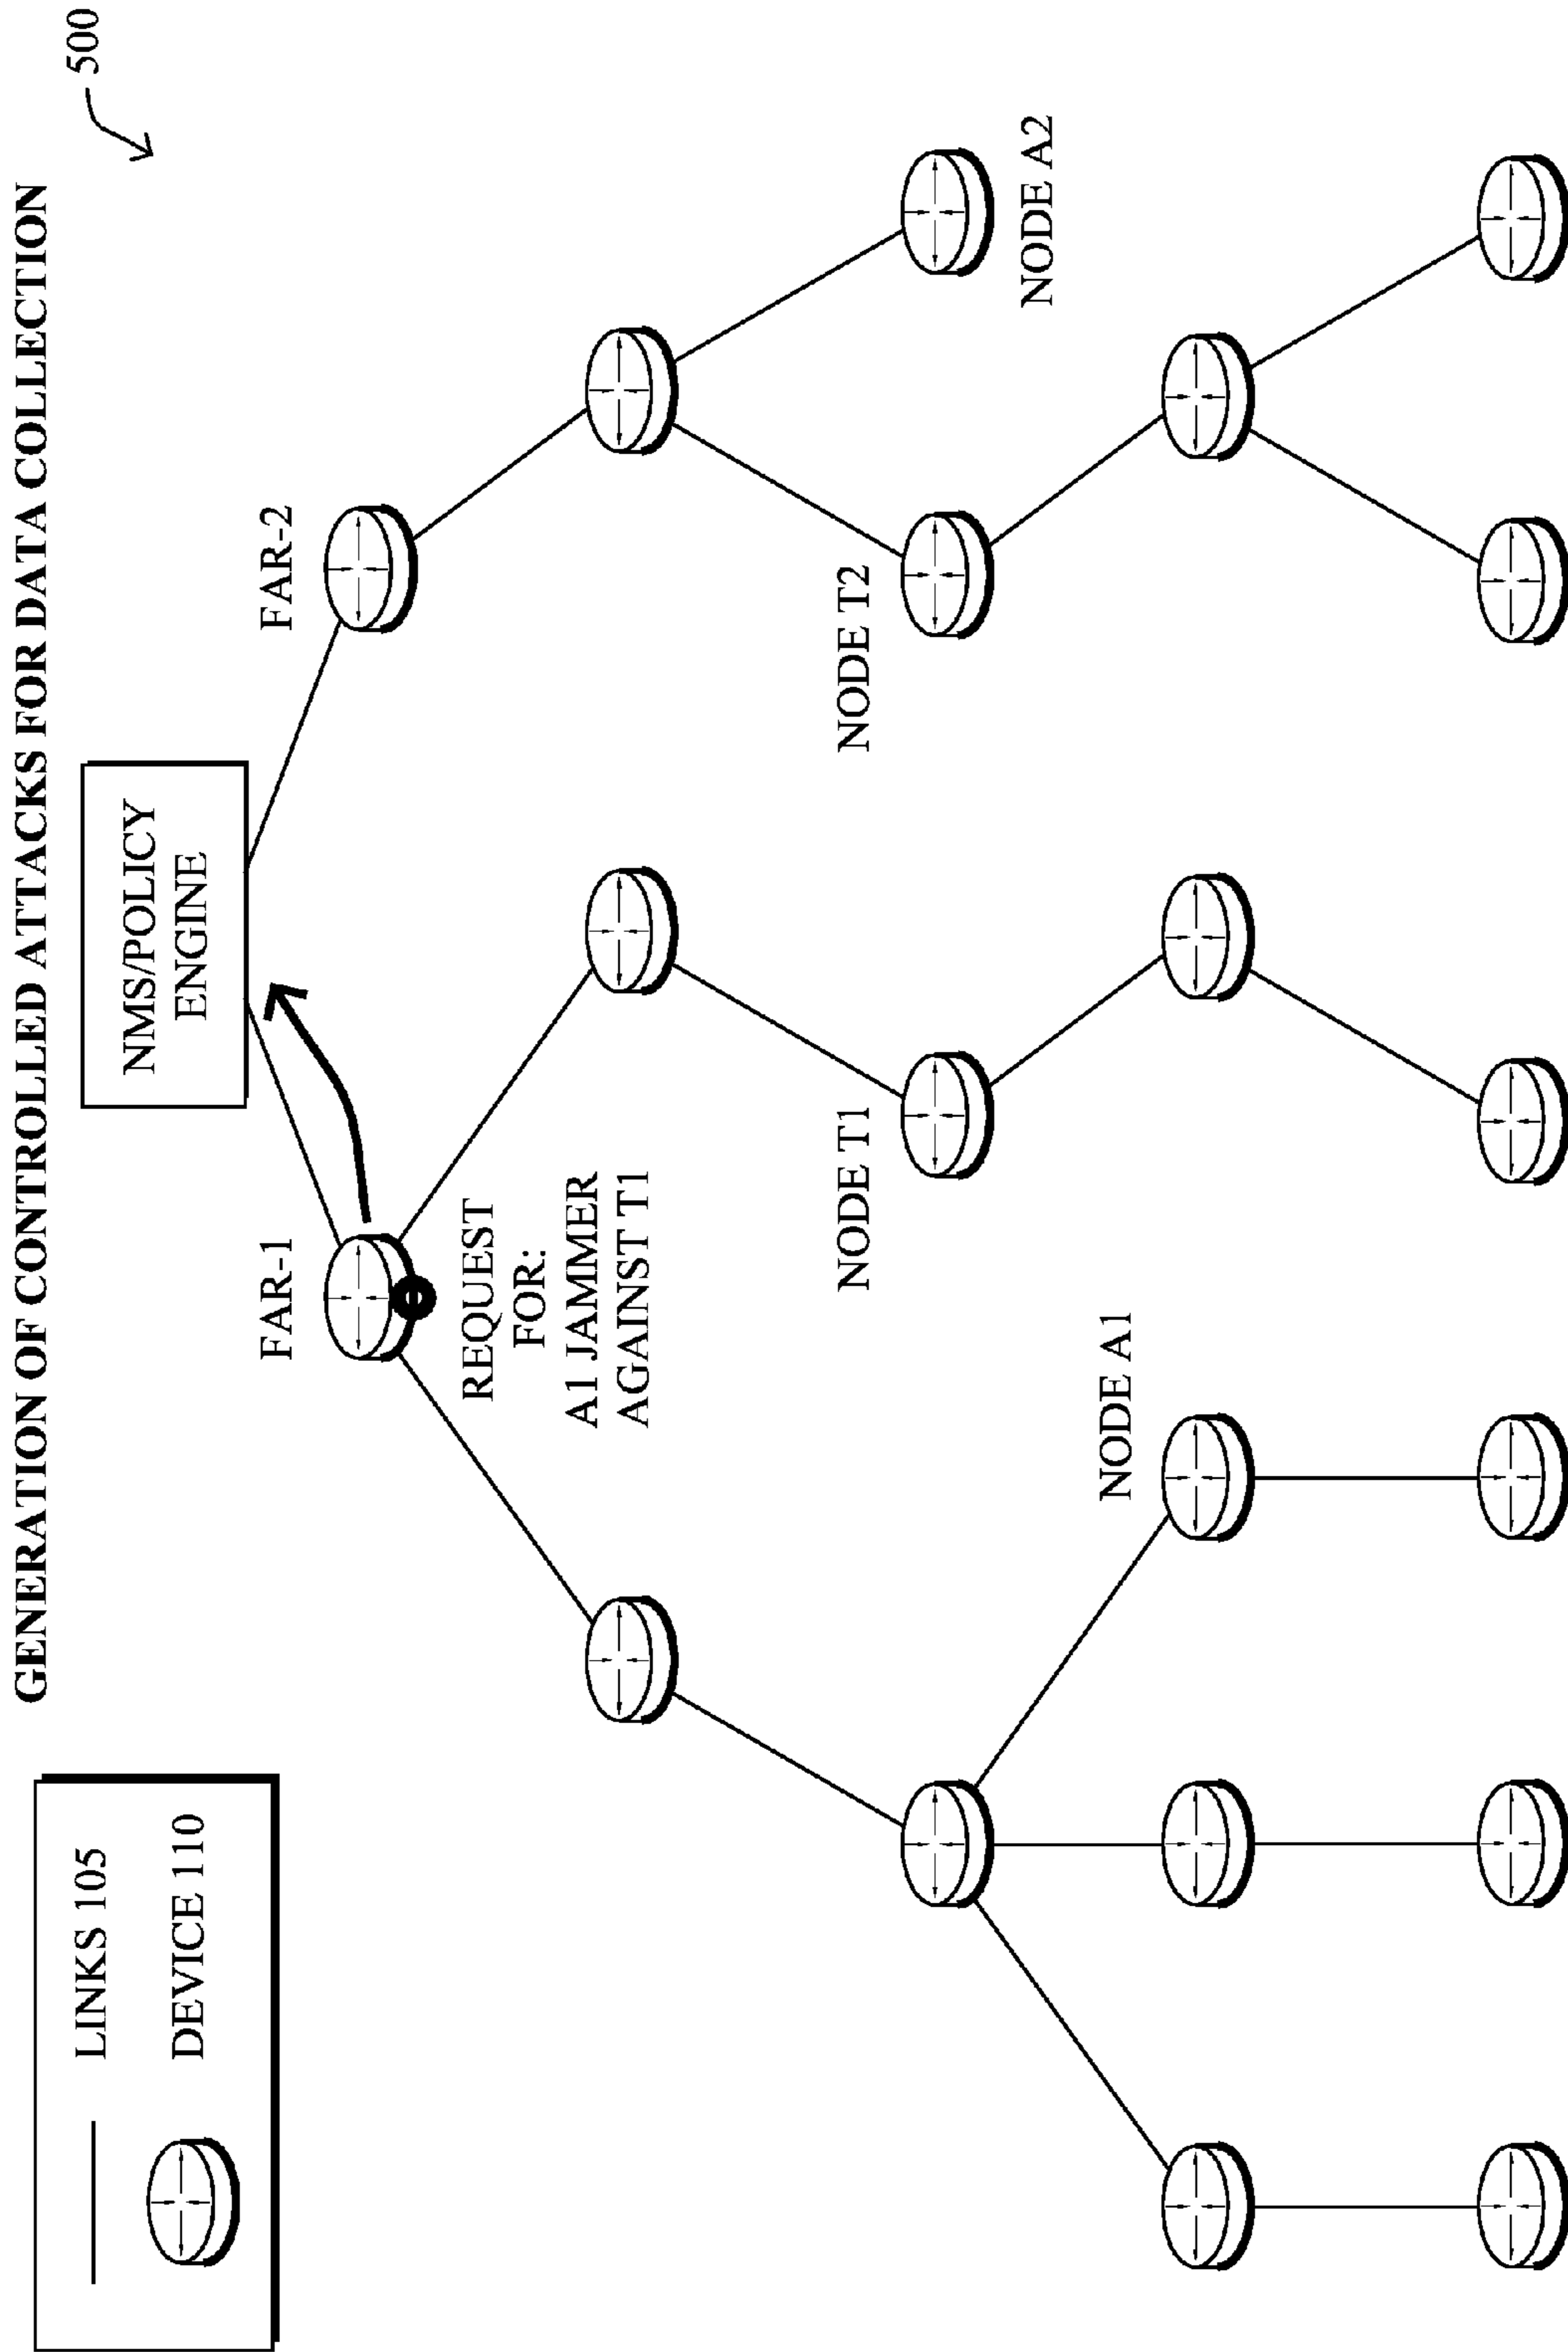 GENERATION OF CONTROLLED ATTACKS FOR DATA COLLECTION
500
LINKS 105
DEVICE 110
NMS/POLICY
ENGINE
FAR-1
FAR-2
REQUEST
FOR:
A1 JAMMER
AGAINST T1
NODE T1
NODE T2
NODE A2
NODE A1